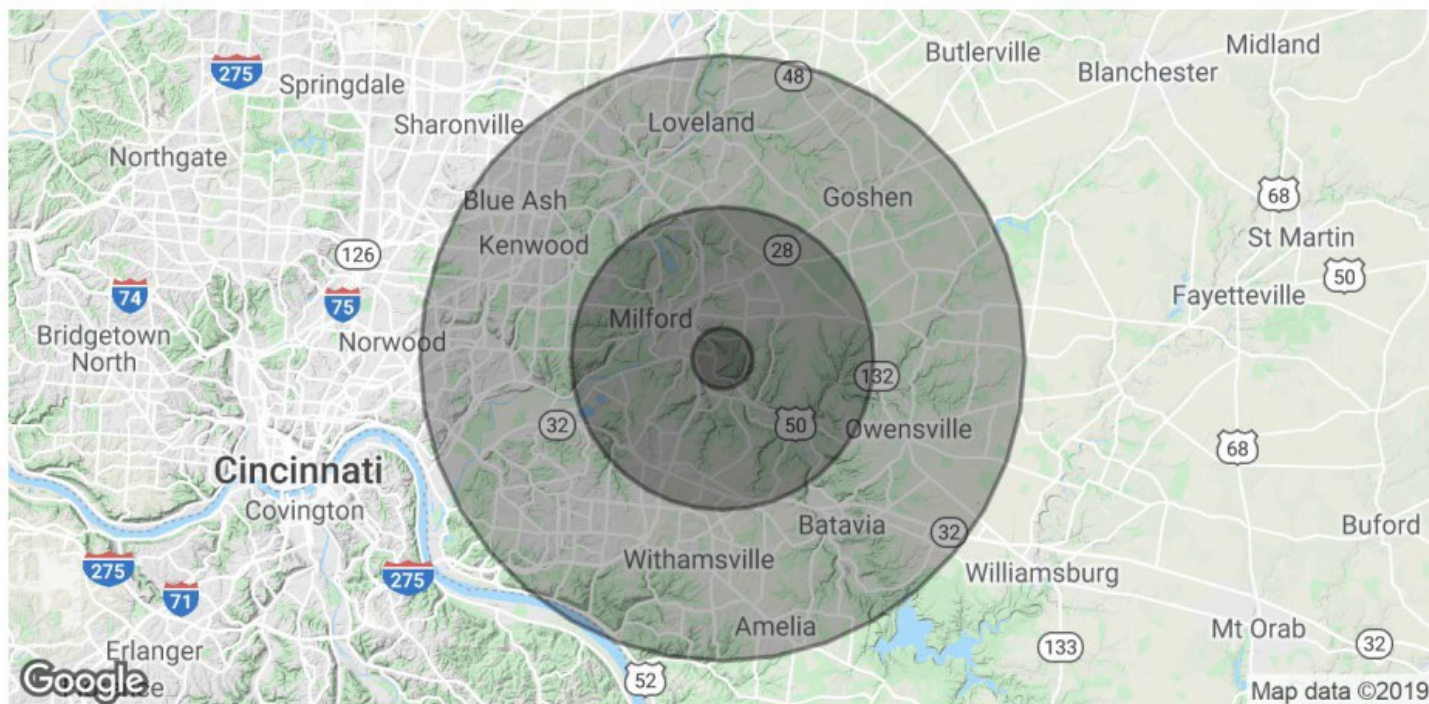 275
Springdale
Sharonville
Northgate
48
Butlerville
Midland
Blanchester
Loveland
Blue Ash
Goshen
68
Kenwood
126
28
St Martin
50
74
75
Milford
Fayetteville
Bridgetown
North
Norwood
132
32
50
Owensville
68
Cincinnati
Covington
Batavia
32
Buford
275
71
275
Withamsville
Williamsburg
Amelia
Mt Orab
133
32
Erlanger
52
Google
Map data ©2019